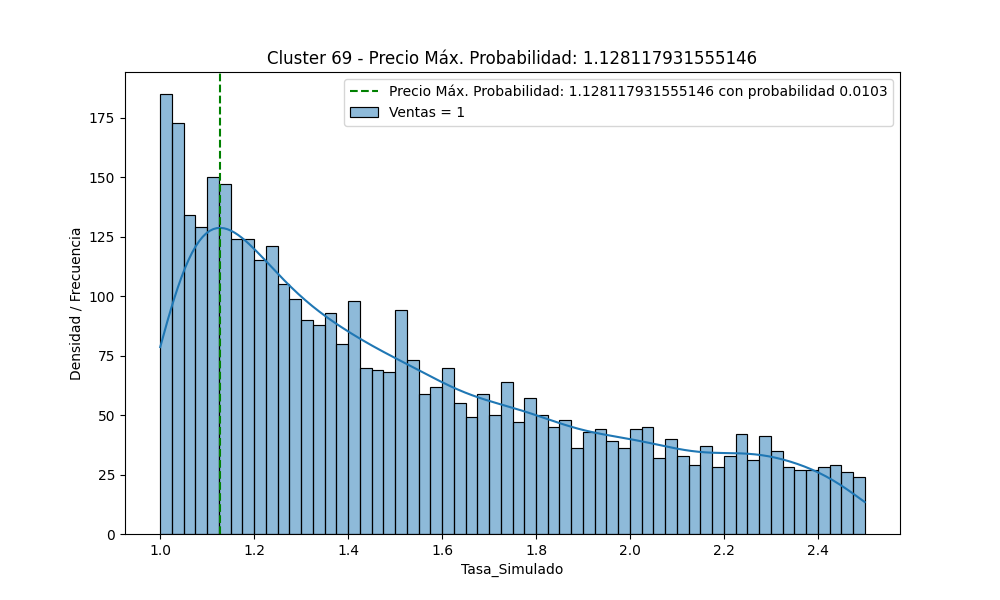 Cluster 69 - Precio Máx. Probabilidad: 1.128117931555146
Precio Máx. Probabilidad: 1.128117931555146 con probabilidad 0.0103
Ventas = 1
Densidad / Frecuencia
175
150
125
100
75
50
25
0
1.0 1.2 1.4 1.6 1.8 2.0 2.2 2.4
Tasa_Simulado